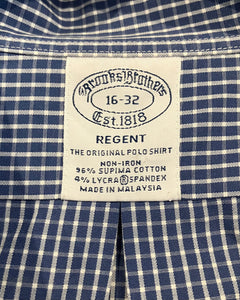 Brooks Brothers
16-32
Est. 1818
REGENT
THE ORIGINAL POLO SHIRT
NON-IRON
96% SUPIMA COTTON
4% LYCRA® SPANDEX
MADE IN MALAYSIA